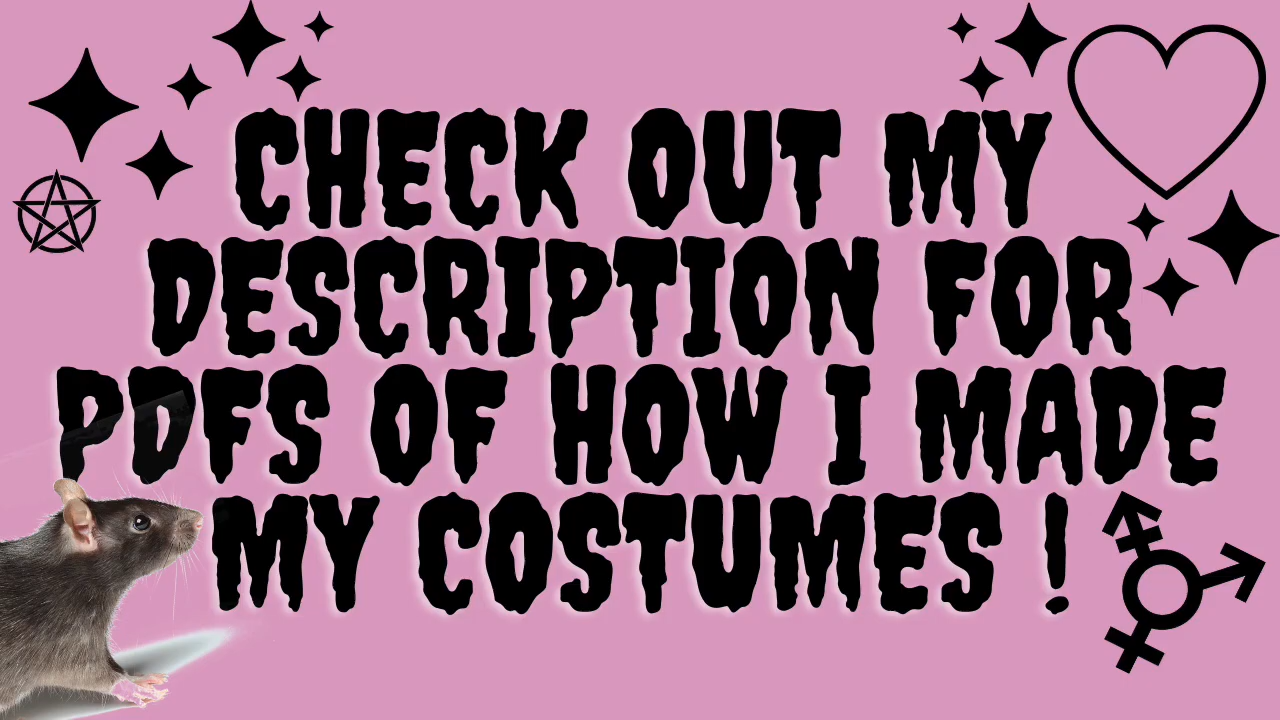 CHECK OUT MY
DESCRIPTION FOR
PDFS OF HOW I MADE
MY COSTUMES !